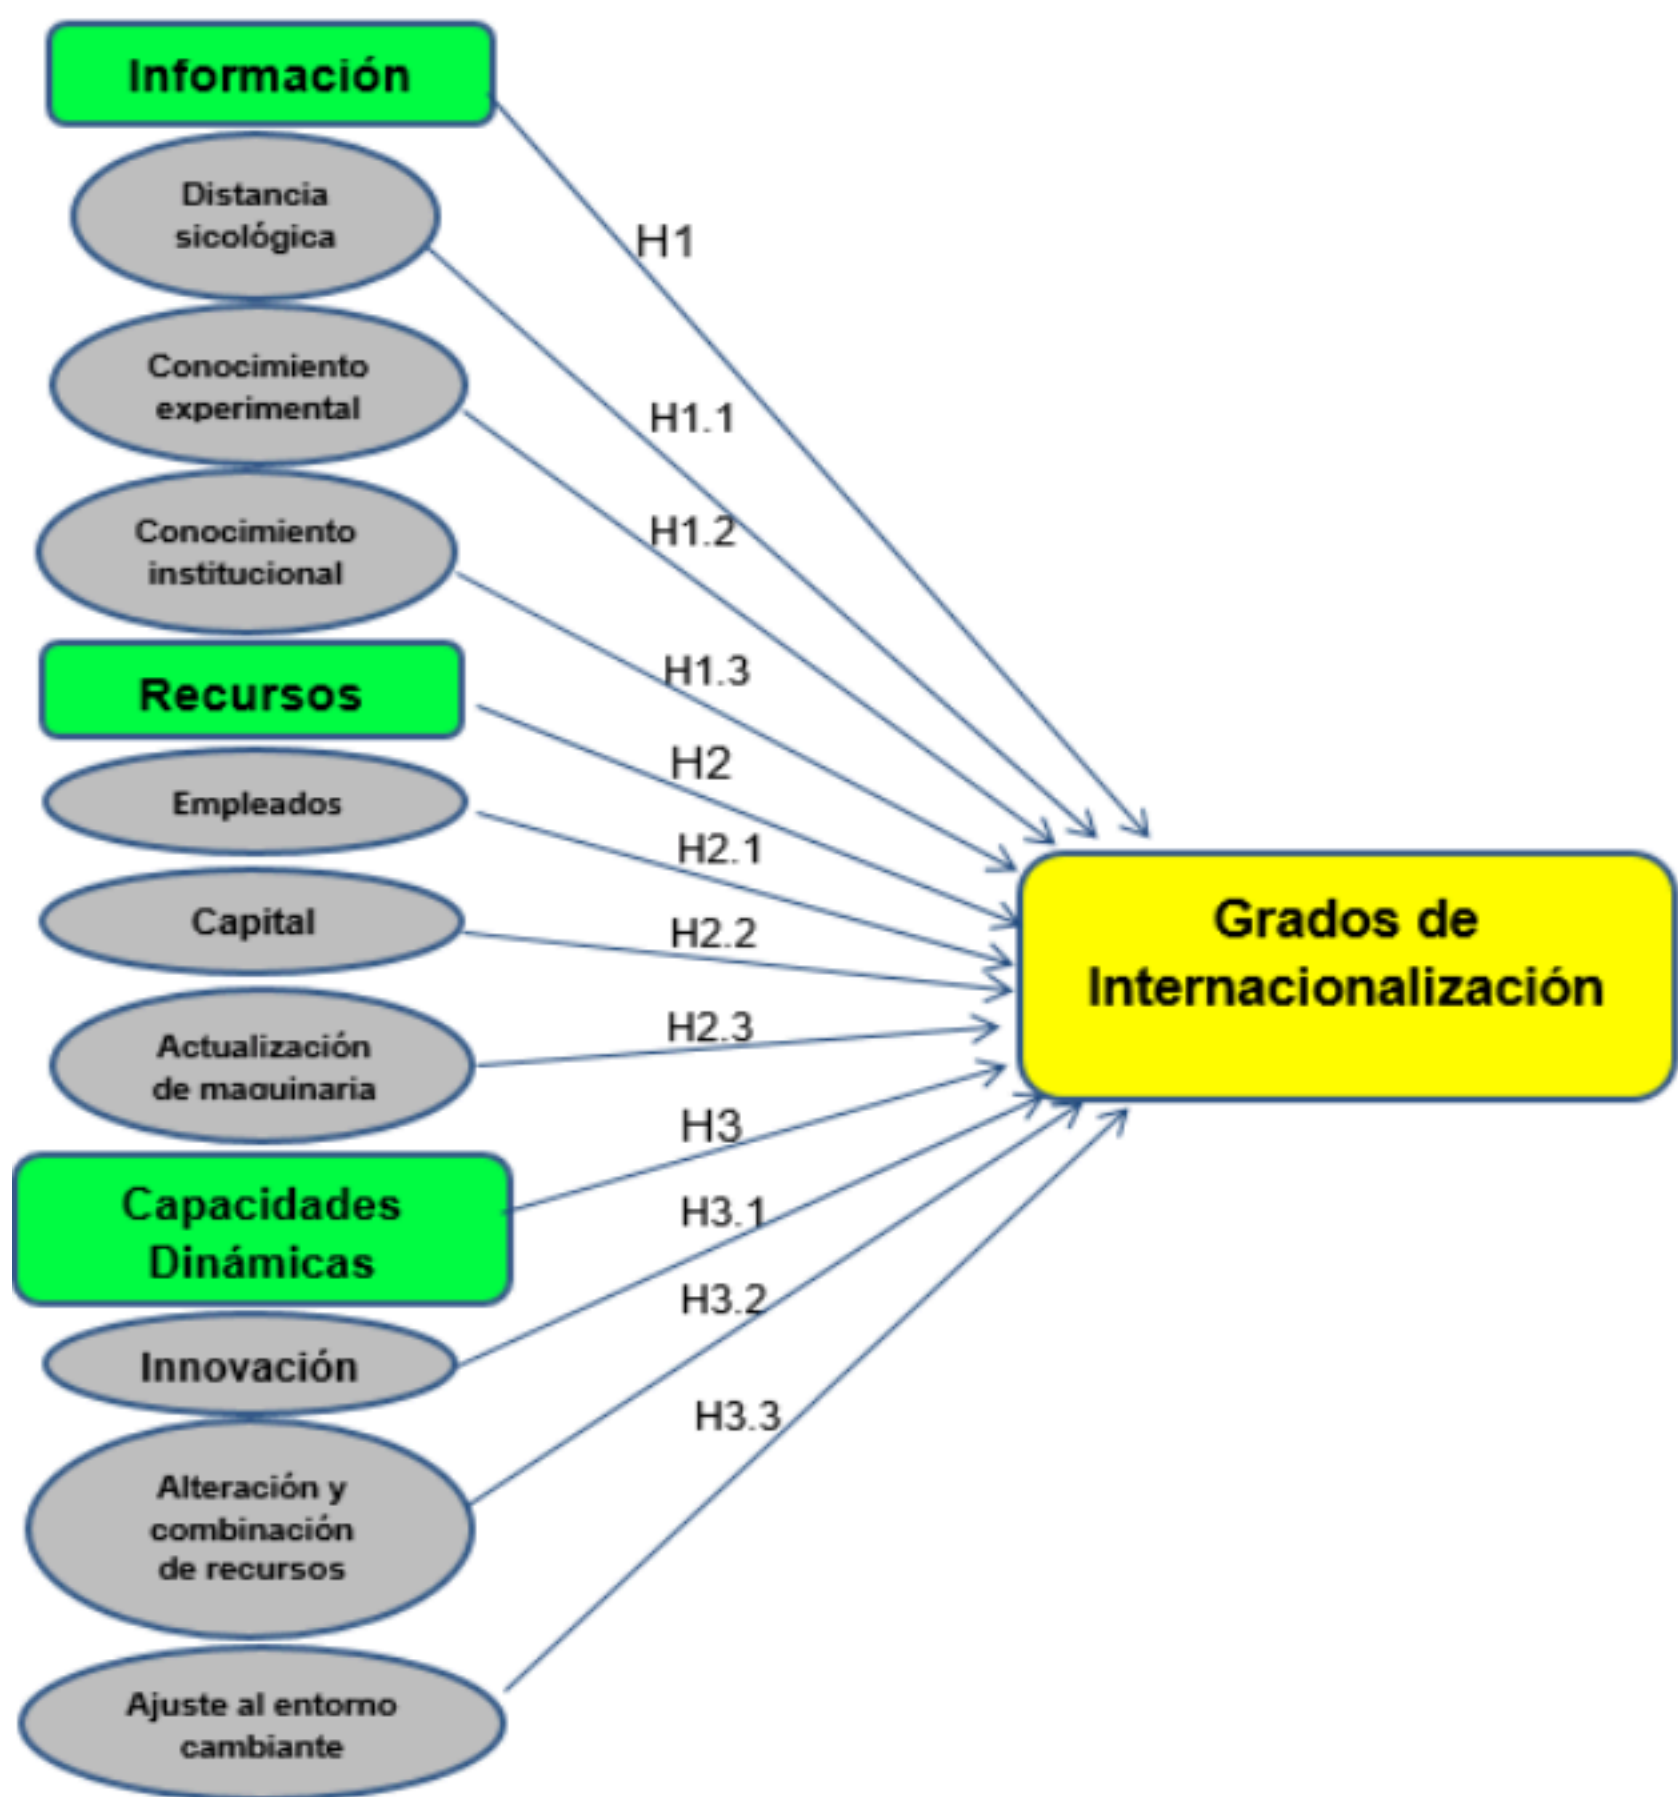 Información
Distancia
sicológica
H1
Conocimiento
experimental
H1.1
H1.2
Conocimiento
institucional
H1.3
Recursos
H2
Empleados
H2.1
Capital
H2.2
Actualización
de maquinaria
H2.3
Grados de
Internacionalización
H3
Capacidades
Dinámicas
H3.1
Innovación
H3.2
Alteración y
combinación
de recursos
H3.3
Ajuste al entorno
cambiante